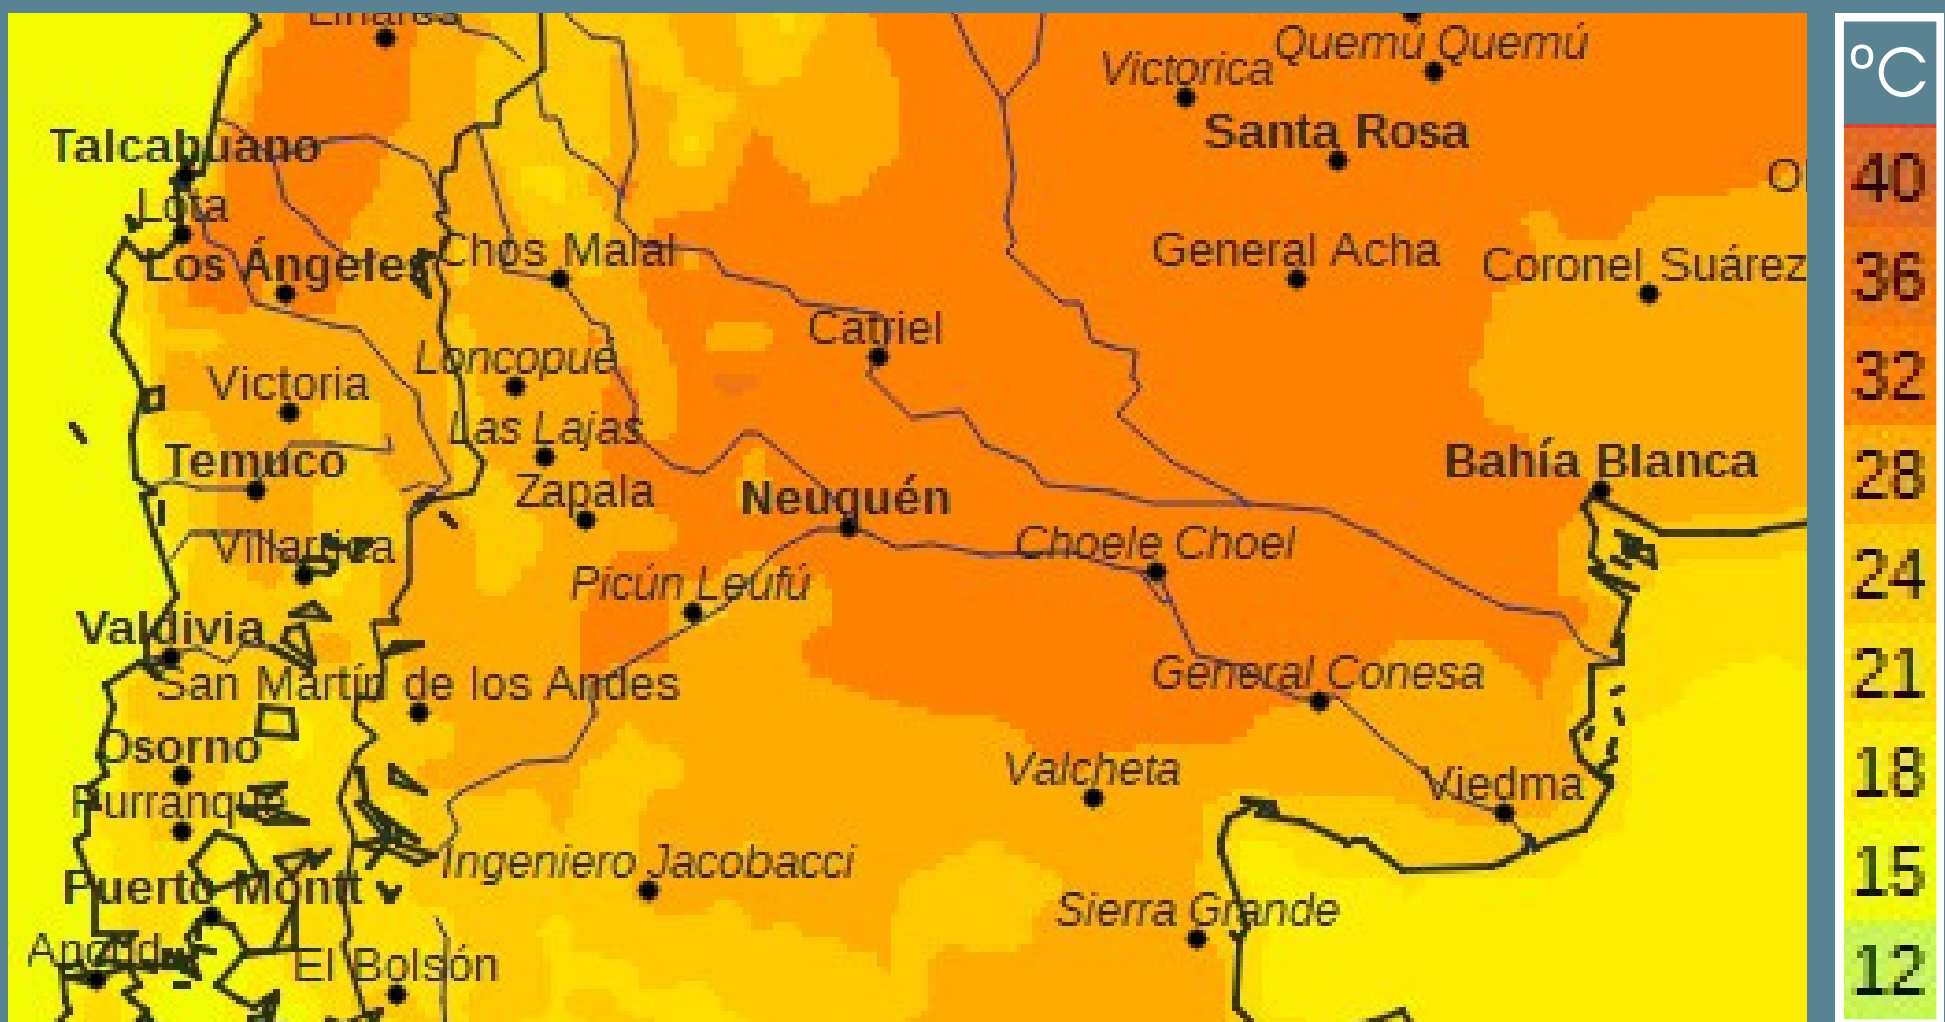 Linares
Quemú Quemú
Victorica
Santa Rosa
Talcahuano
Lota
General Acha
Chos Malal
Los Ángeles
Coronel Suárez
Catriel
Loncopue
Victoria
Las Lajas
Temuco
Bahía Blanca
Zapala
Neuquén
Villarrica
Choele Choel
Picún Leufú
Valdivia
General Conesa
San Martín de los Andes
Osorno
Valcheta
Viedma
Purranque
Ingeniero Jacobacci
Puerto Montt
Sierra Grande
Ancud
El Bolsón
ºC
40
36
32
28
24
21
18
15
12